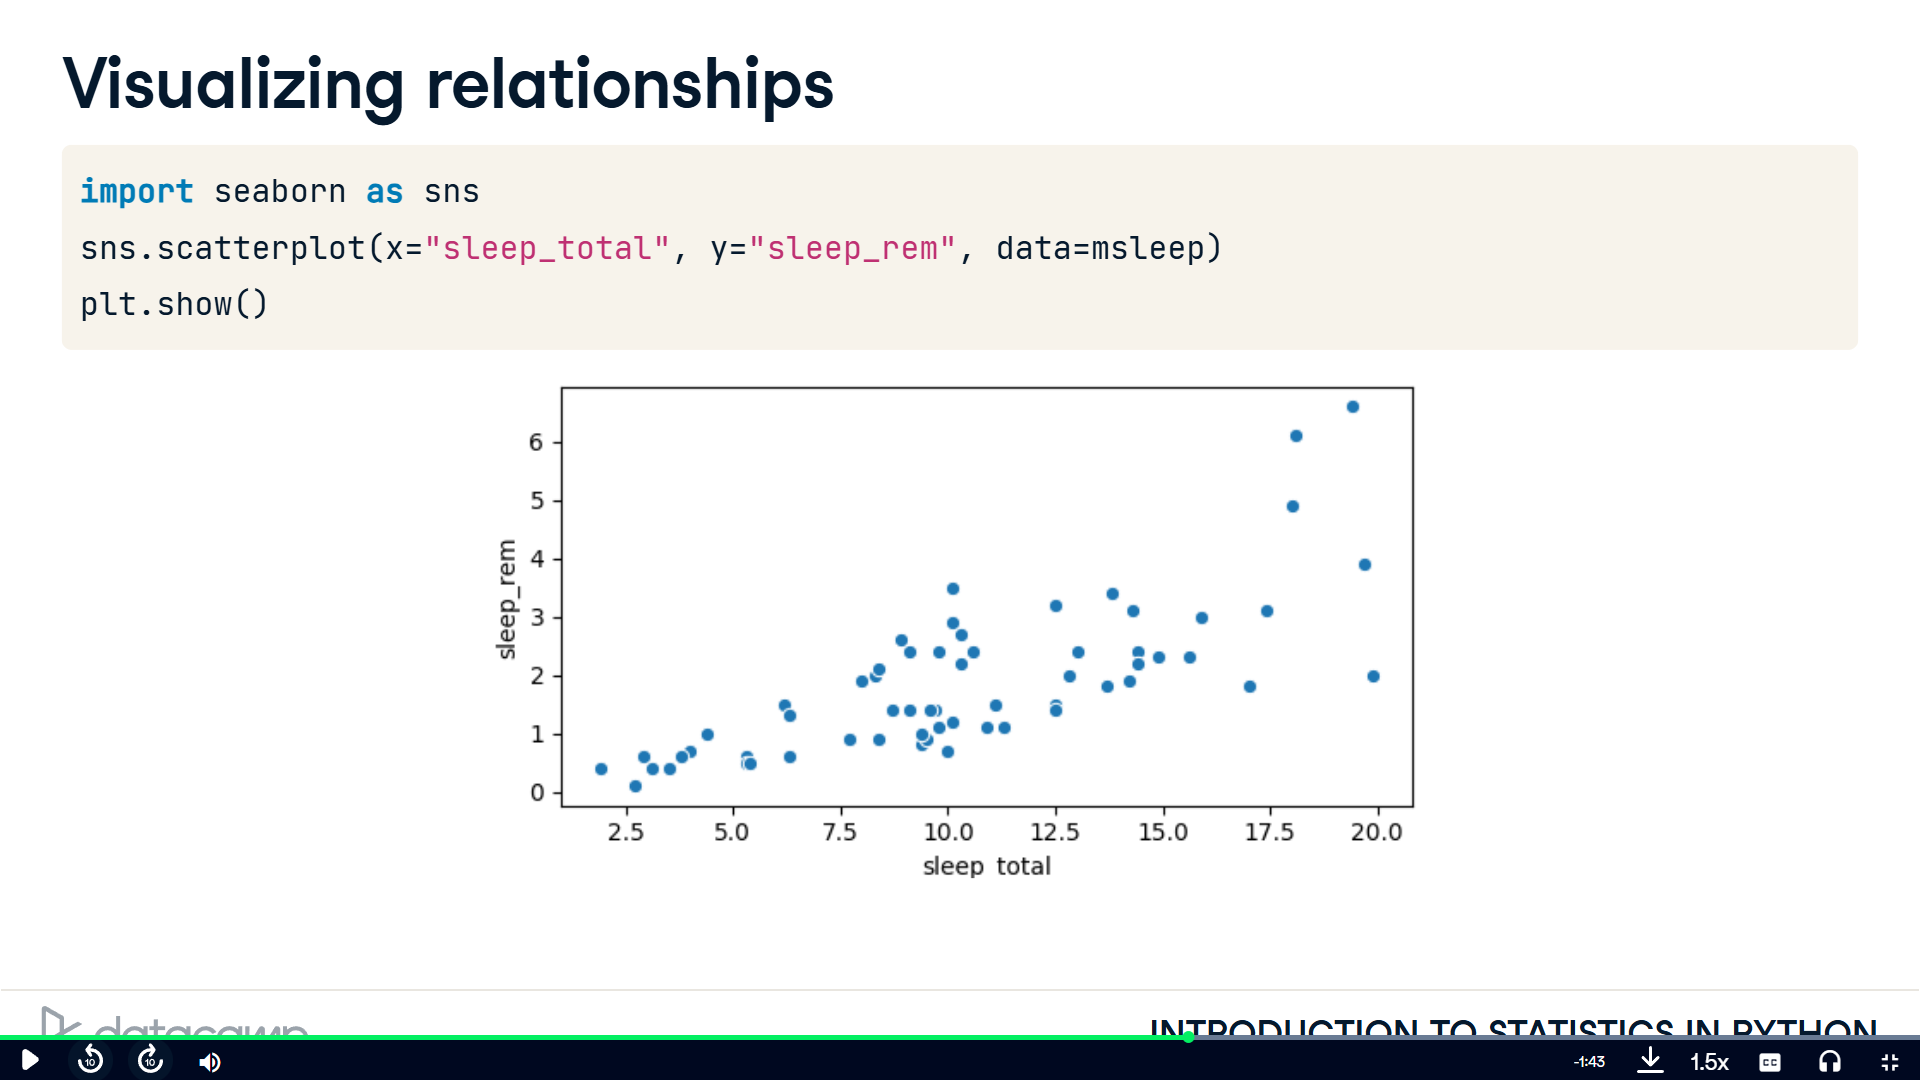 Visualizing relationships
import seaborn as sns
sns.scatterplot(x="sleep_total", y="sleep_rem", data=msleep)
plt.show()
6
5
4
3
2
1
0
sleep_rem
2.5 5.0 7.5 10.0 12.5 15.0 17.5 20.0
sleep_total
datacamp
INTRODUCTION TO STATISTICS IN PYTHON
10
10
-1:43
1.5x
CC